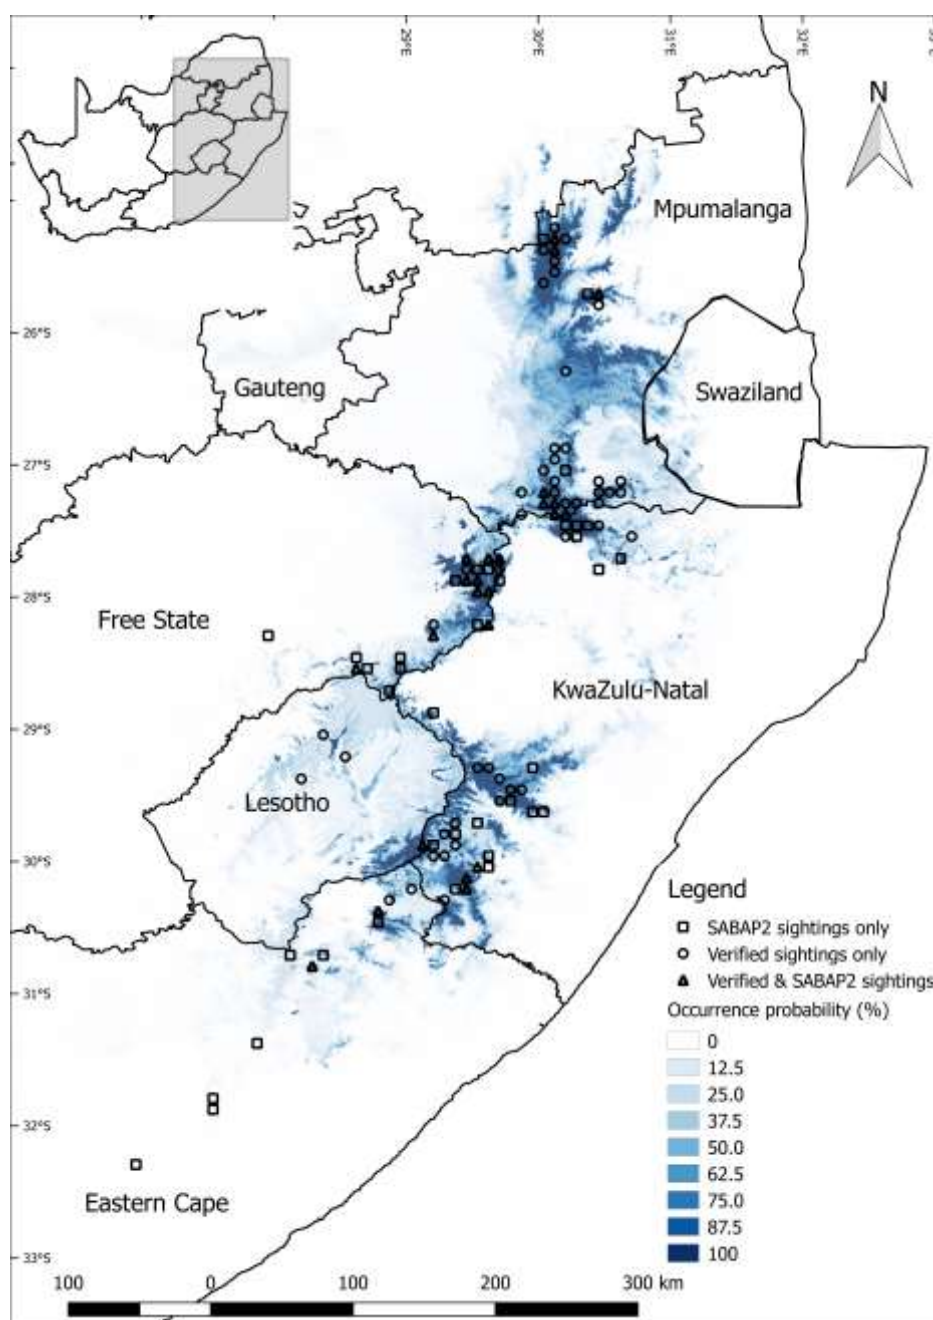 29°E
30°E
31°E
32°E
N
Mpumalanga
26°S
Gauteng
Swaziland
27°S
28°S
Free State
KwaZulu-Natal
29°S
Lesotho
30°S
Legend
SABAP2 sightings only
Verified sightings only
Verified & SABAP2 sightings
31°S
Occurrence probability (%)
0
12.5
25.0
37.5
32°S
50.0
62.5
75.0
Eastern Cape
87.5
100
33°S
100 0 100 200 300 km